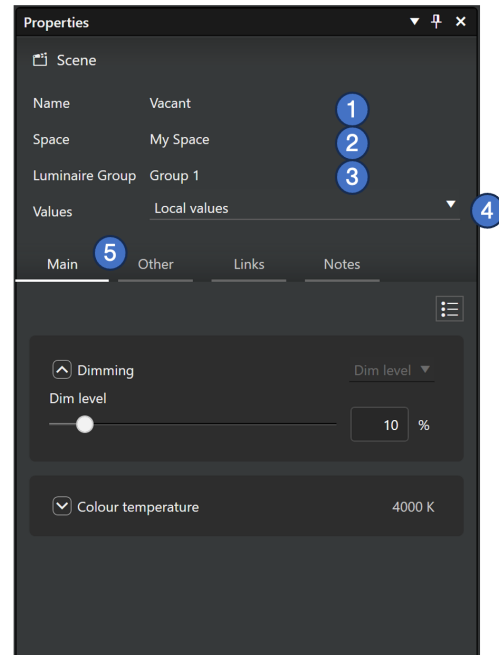 Properties
Scene
Name Vacant 1
Space My Space 2
Luminaire Group Group 1 3
Values Local values 4
5
Main Other Links Notes
Dimming Dim level
Dim level
10 %
Colour temperature 4000 K